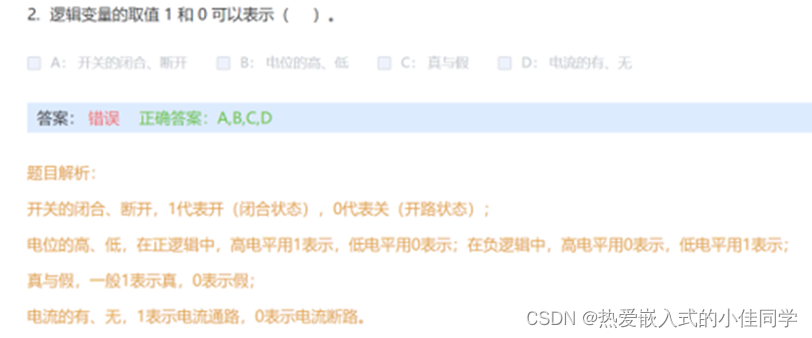 2. 逻辑变量的取值 1 和 0 可以表示（ ）。
A： 开关的闭合、断开 B： 电位的高、低 C： 真与假 D： 电流的有、无
答案： 错误 正确答案：A,B,C,D
题目解析：
开关的闭合、断开，1代表开（闭合状态），0代表关（开路状态）；
电位的高、低，在正逻辑中，高电平用1表示，低电平用0表示；在负逻辑中，高电平用0表示，低电平用1表示；
真与假，一般1表示真，0表示假；
电流的有、无，1表示电流通路，0表示电流断路。
CSDN @热爱嵌入式的小佳同学